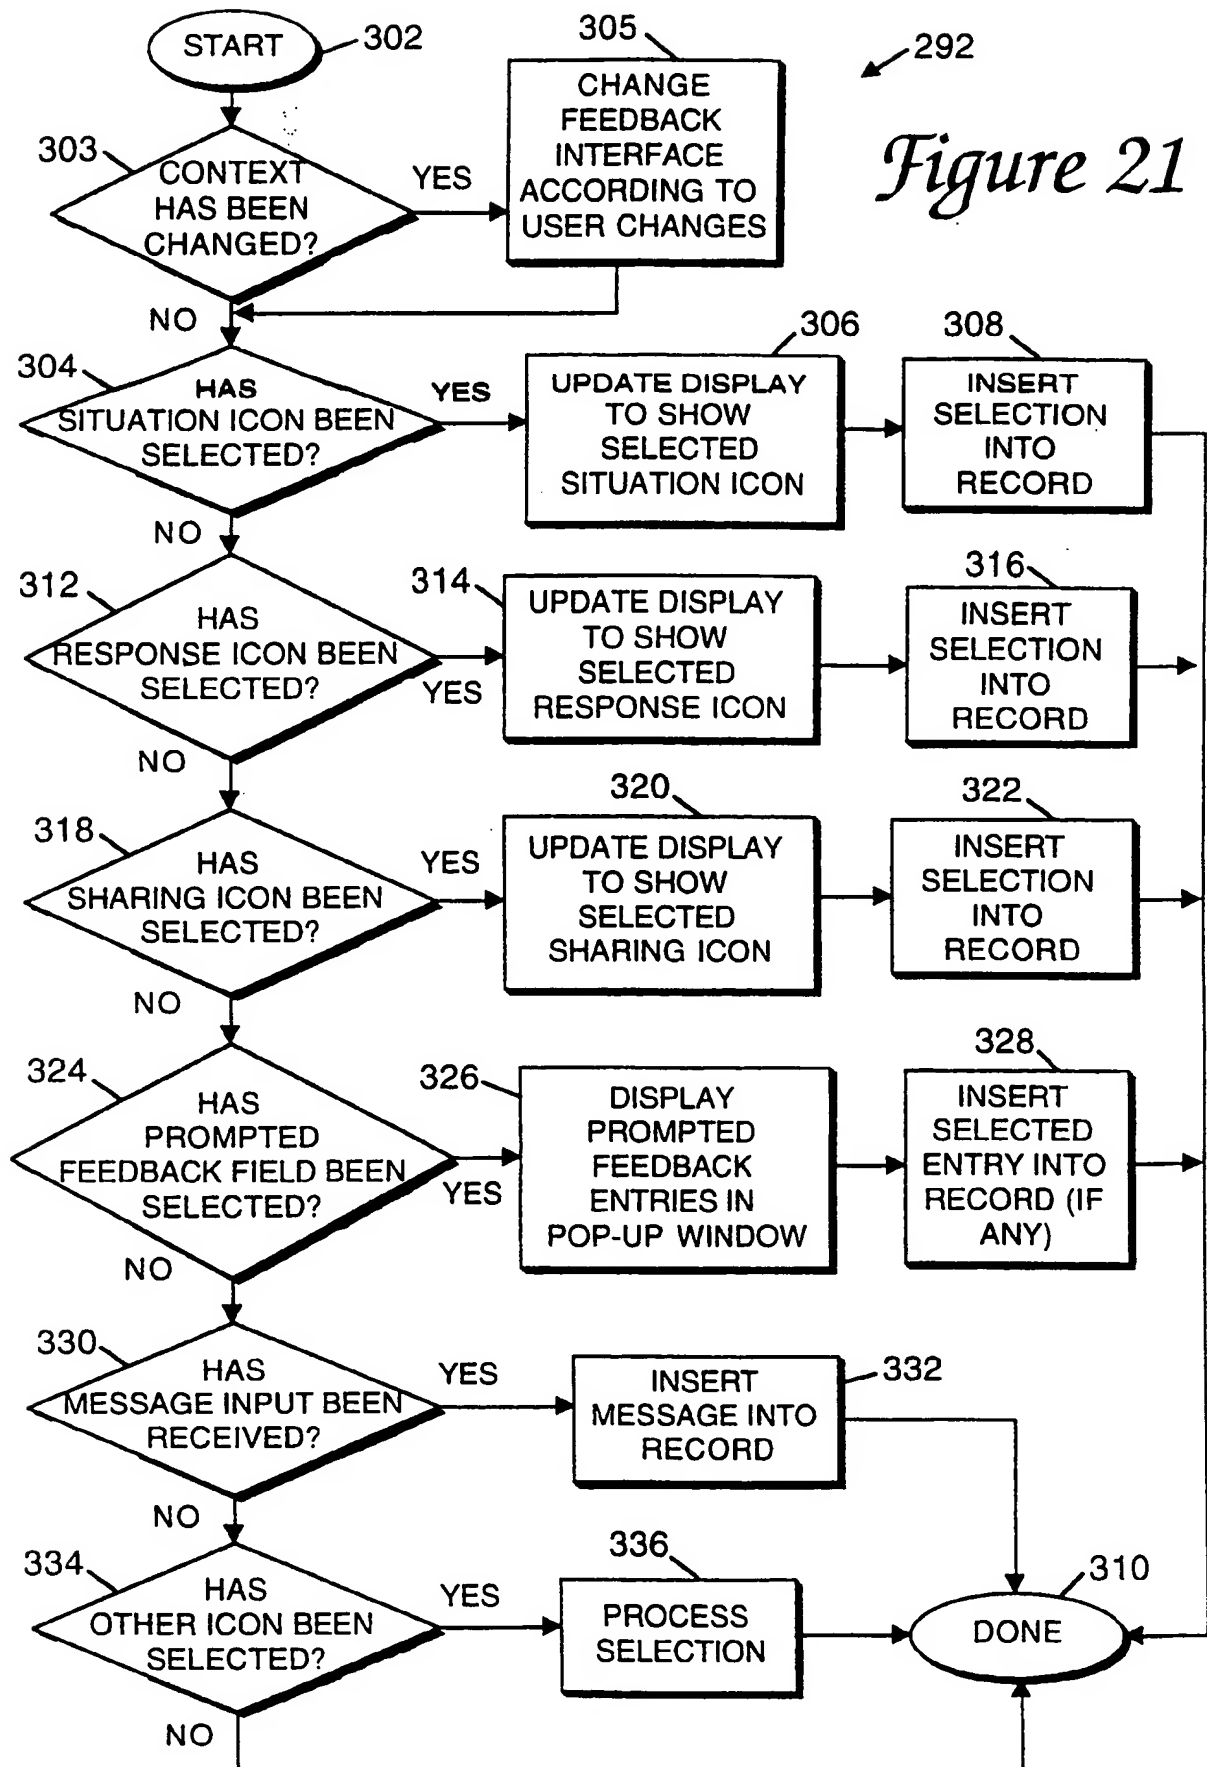 START
302
305
292
Figure 21
CHANGE
FEEDBACK
INTERFACE
ACCORDING TO
USER CHANGES
303
CONTEXT
HAS BEEN
CHANGED?
YES
NO
304
HAS
SITUATION ICON BEEN
SELECTED?
YES
306
UPDATE DISPLAY
TO SHOW
SELECTED
SITUATION ICON
308
INSERT
SELECTION
INTO
RECORD
NO
312
HAS
RESPONSE ICON BEEN
SELECTED?
YES
314
UPDATE DISPLAY
TO SHOW
SELECTED
RESPONSE ICON
316
INSERT
SELECTION
INTO
RECORD
NO
318
HAS
SHARING ICON BEEN
SELECTED?
YES
320
UPDATE DISPLAY
TO SHOW
SELECTED
SHARING ICON
322
INSERT
SELECTION
INTO
RECORD
NO
324
HAS
PROMPTED
FEEDBACK FIELD BEEN
SELECTED?
YES
326
DISPLAY
PROMPTED
FEEDBACK
ENTRIES IN
POP-UP WINDOW
328
INSERT
SELECTED
ENTRY INTO
RECORD (IF
ANY)
NO
330
HAS
MESSAGE INPUT BEEN
RECEIVED?
YES
INSERT
MESSAGE INTO
RECORD
332
NO
334
HAS
OTHER ICON BEEN
SELECTED?
YES
336
PROCESS
SELECTION
310
DONE
NO